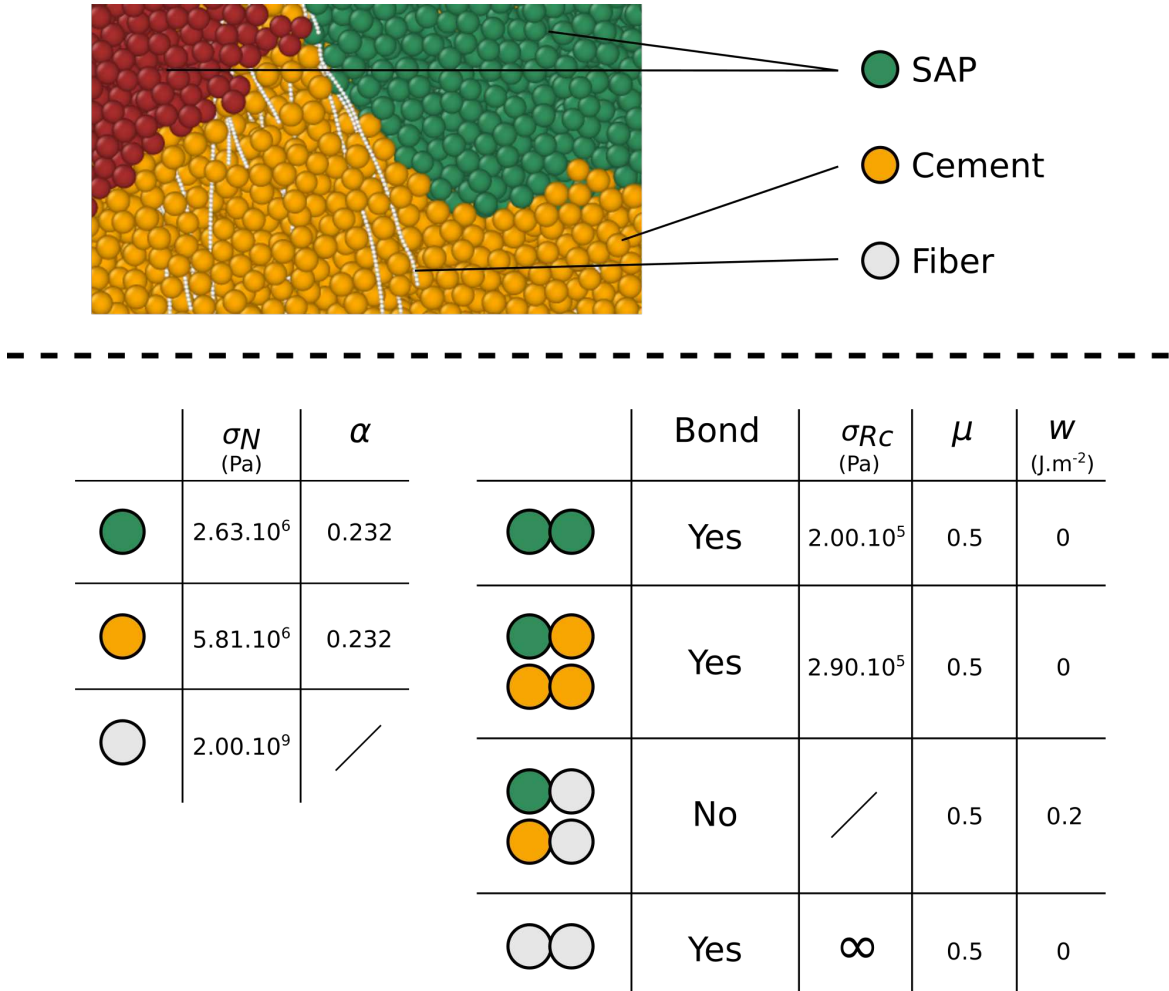 SAP
Cement
Fiber
σN α
(Pa)
2.63.10⁶ 0.232
5.81.10⁶ 0.232
2.00.10⁹ /
Bond σRc μ w
(Pa) (J.m⁻²)
Yes 2.00.10⁵ 0.5 0
Yes 2.90.10⁵ 0.5 0
No / 0.5 0.2
Yes ∞ 0.5 0